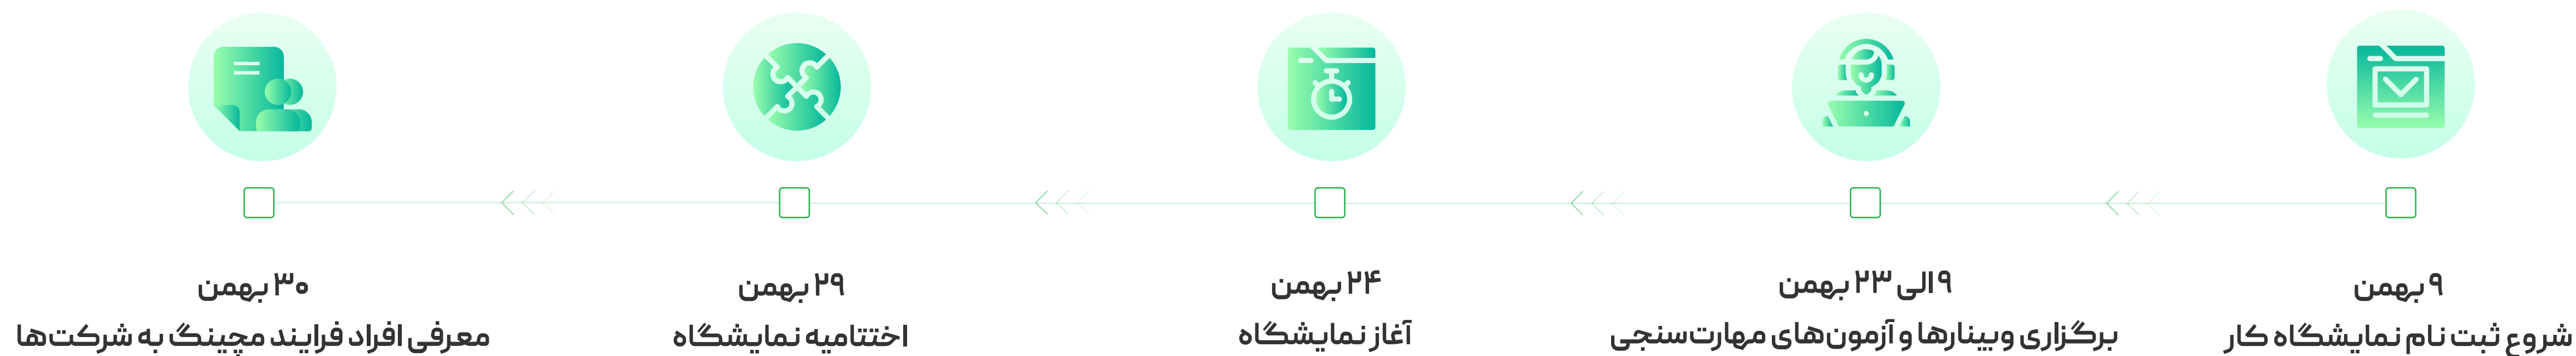 ۹ بهمن
شروع ثبت نام نمایشگاه کار
۹ الی ۲۳ بهمن
برگزاری وبینارها و آزمون‌های مهارت‌سنجی
۲۴ بهمن
آغاز نمایشگاه
۲۹ بهمن
اختتامیه نمایشگاه
۳۰ بهمن
معرفی افراد فرایند مچینگ به شرکت‌ها